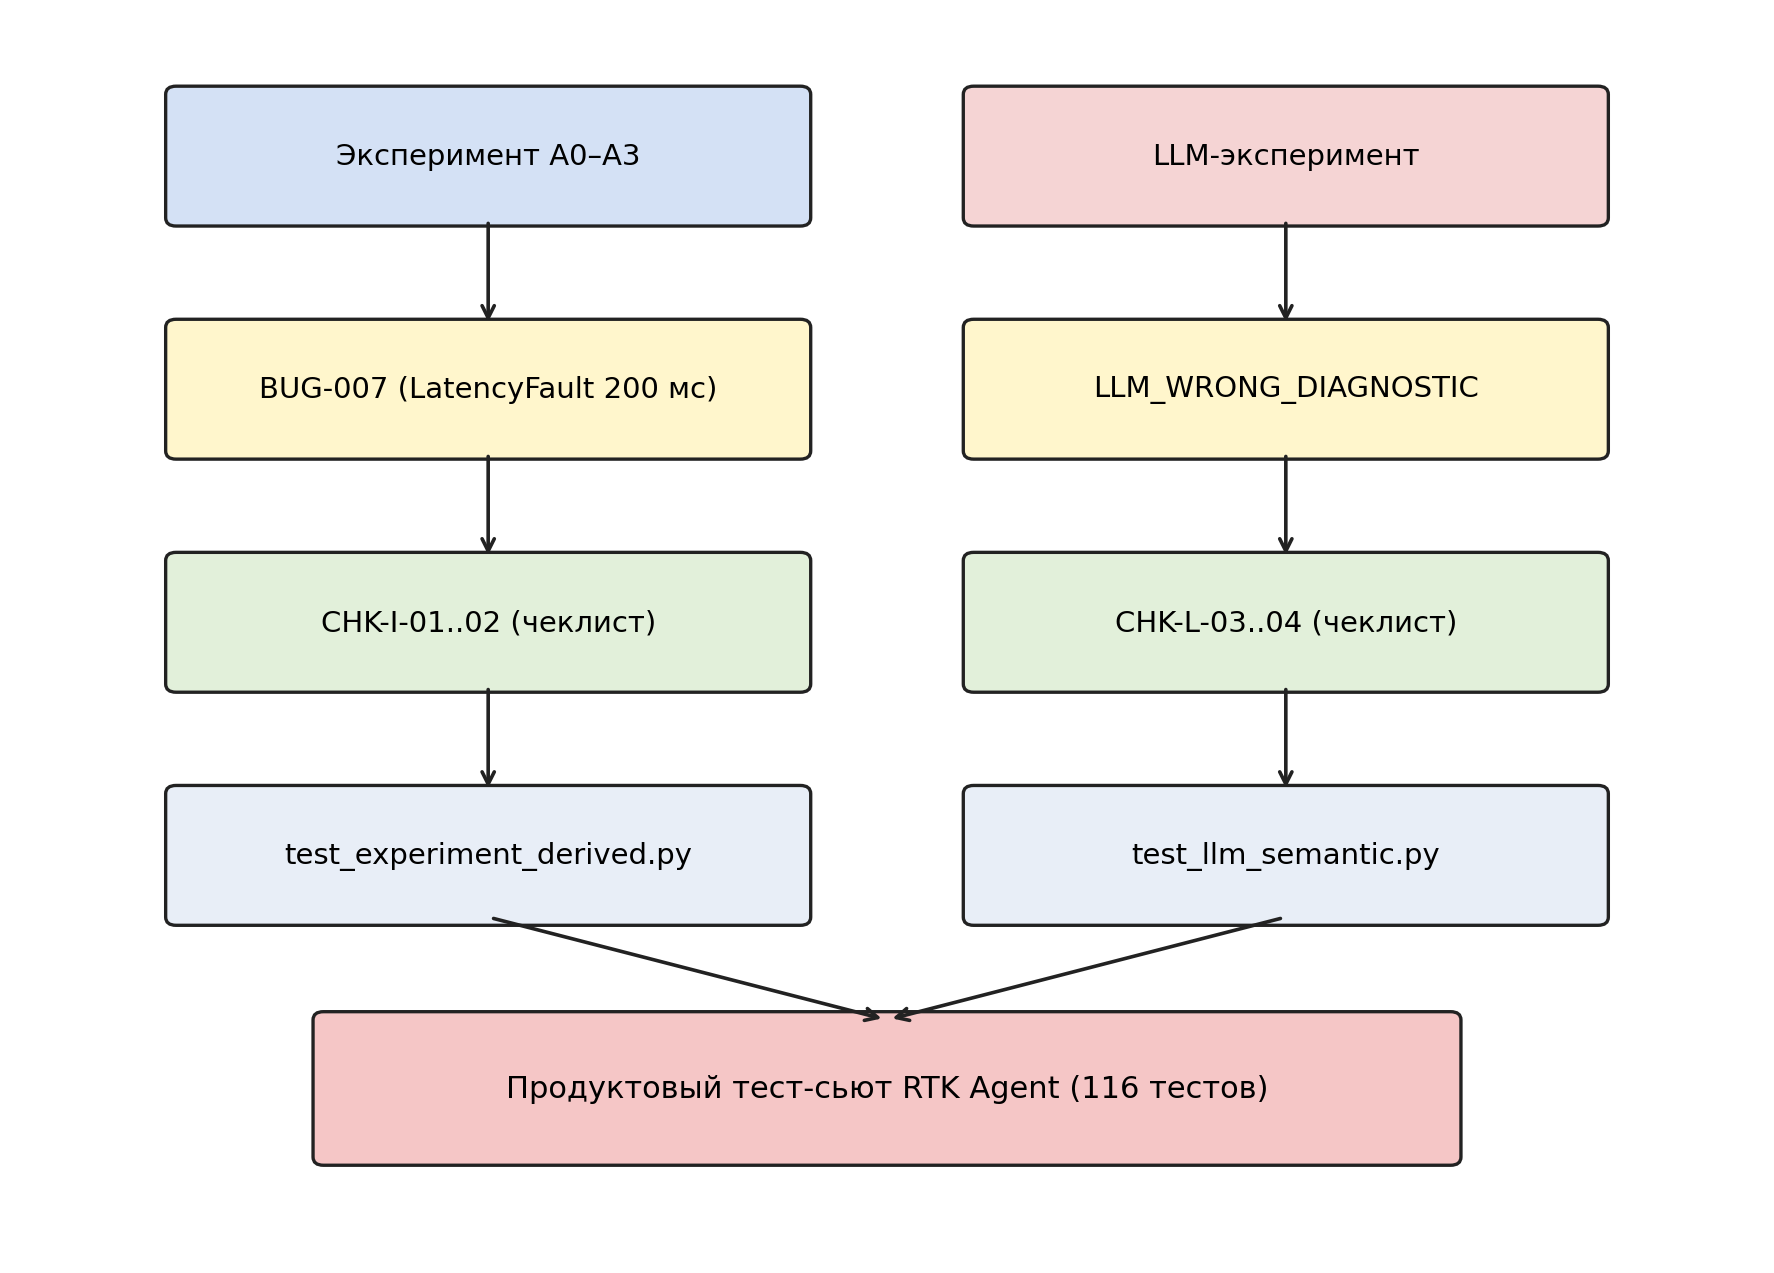 Эксперимент A0–A3
LLM-эксперимент
BUG-007 (LatencyFault 200 мс)
LLM_WRONG_DIAGNOSTIC
CHK-I-01..02 (чеклист)
CHK-L-03..04 (чеклист)
test_experiment_derived.py
test_llm_semantic.py
Продуктовый тест-сьют RTK Agent (116 тестов)